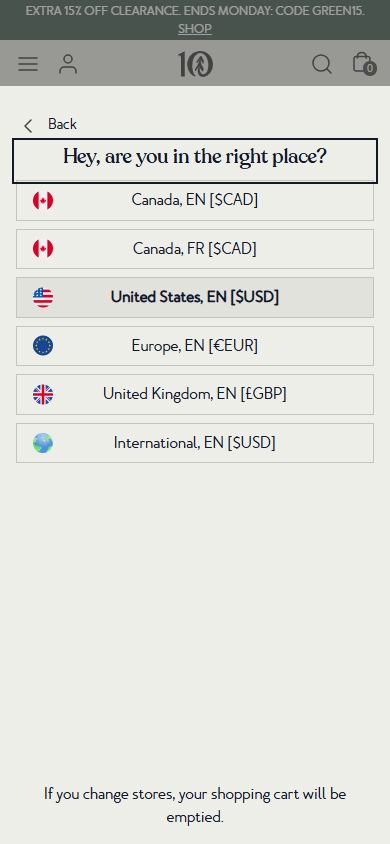 EXTRA 15% OFF CLEARANCE. ENDS MONDAY: CODE GREEN15.
SHOP
10
0
Back
Hey, are you in the right place?
Canada, EN [$CAD]
Canada, FR [$CAD]
United States, EN [$USD]
Europe, EN [€EUR]
United Kingdom, EN [£GBP]
International, EN [$USD]
If you change stores, your shopping cart will be
emptied.